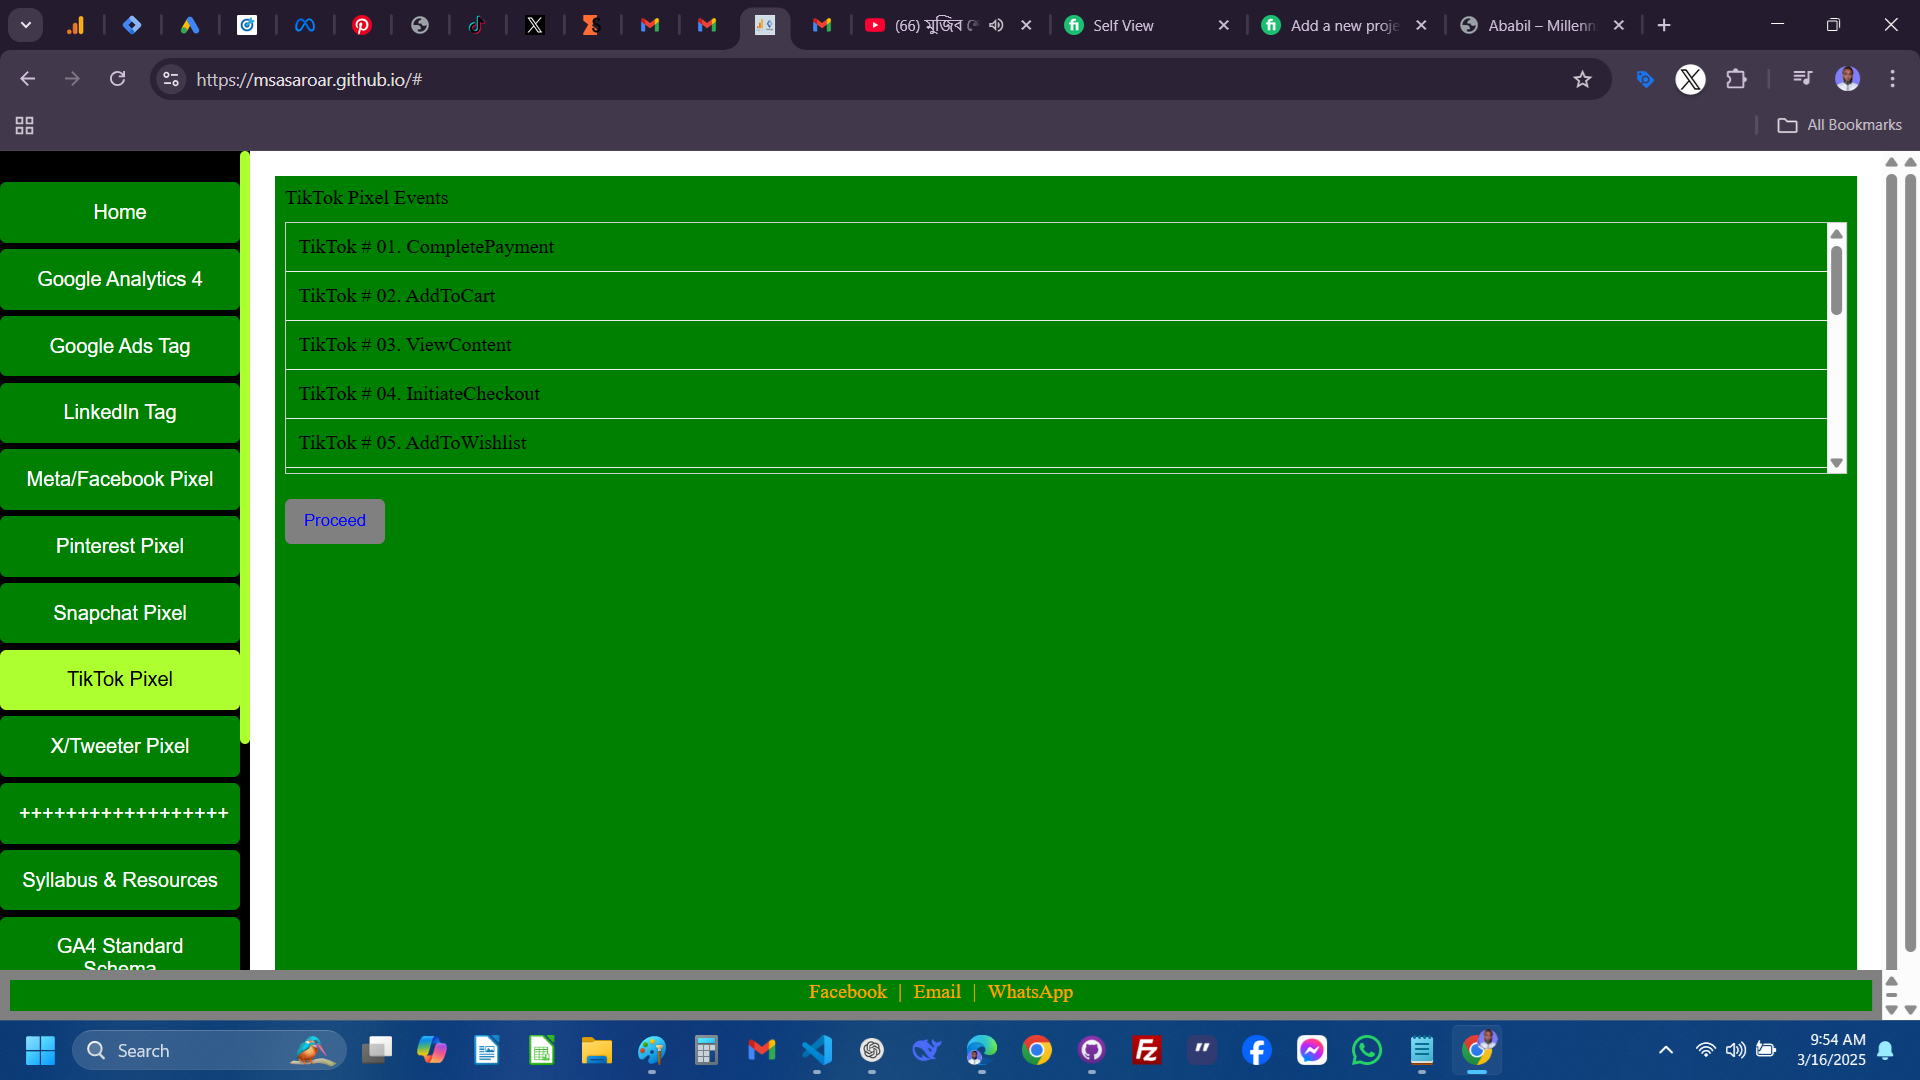 (66) মুজিব
Self View
Add a new proje
Ababil – Millenn
https://msasaroar.github.io/#
All Bookmarks
Home
Google Analytics 4
Google Ads Tag
LinkedIn Tag
Meta/Facebook Pixel
Pinterest Pixel
Snapchat Pixel
TikTok Pixel
X/Tweeter Pixel
++++++++++++++++++
Syllabus & Resources
GA4 Standard
Schema
TikTok Pixel Events
TikTok # 01. CompletePayment
TikTok # 02. AddToCart
TikTok # 03. ViewContent
TikTok # 04. InitiateCheckout
TikTok # 05. AddToWishlist
Proceed
Facebook | Email | WhatsApp
Search
9:54 AM
3/16/2025